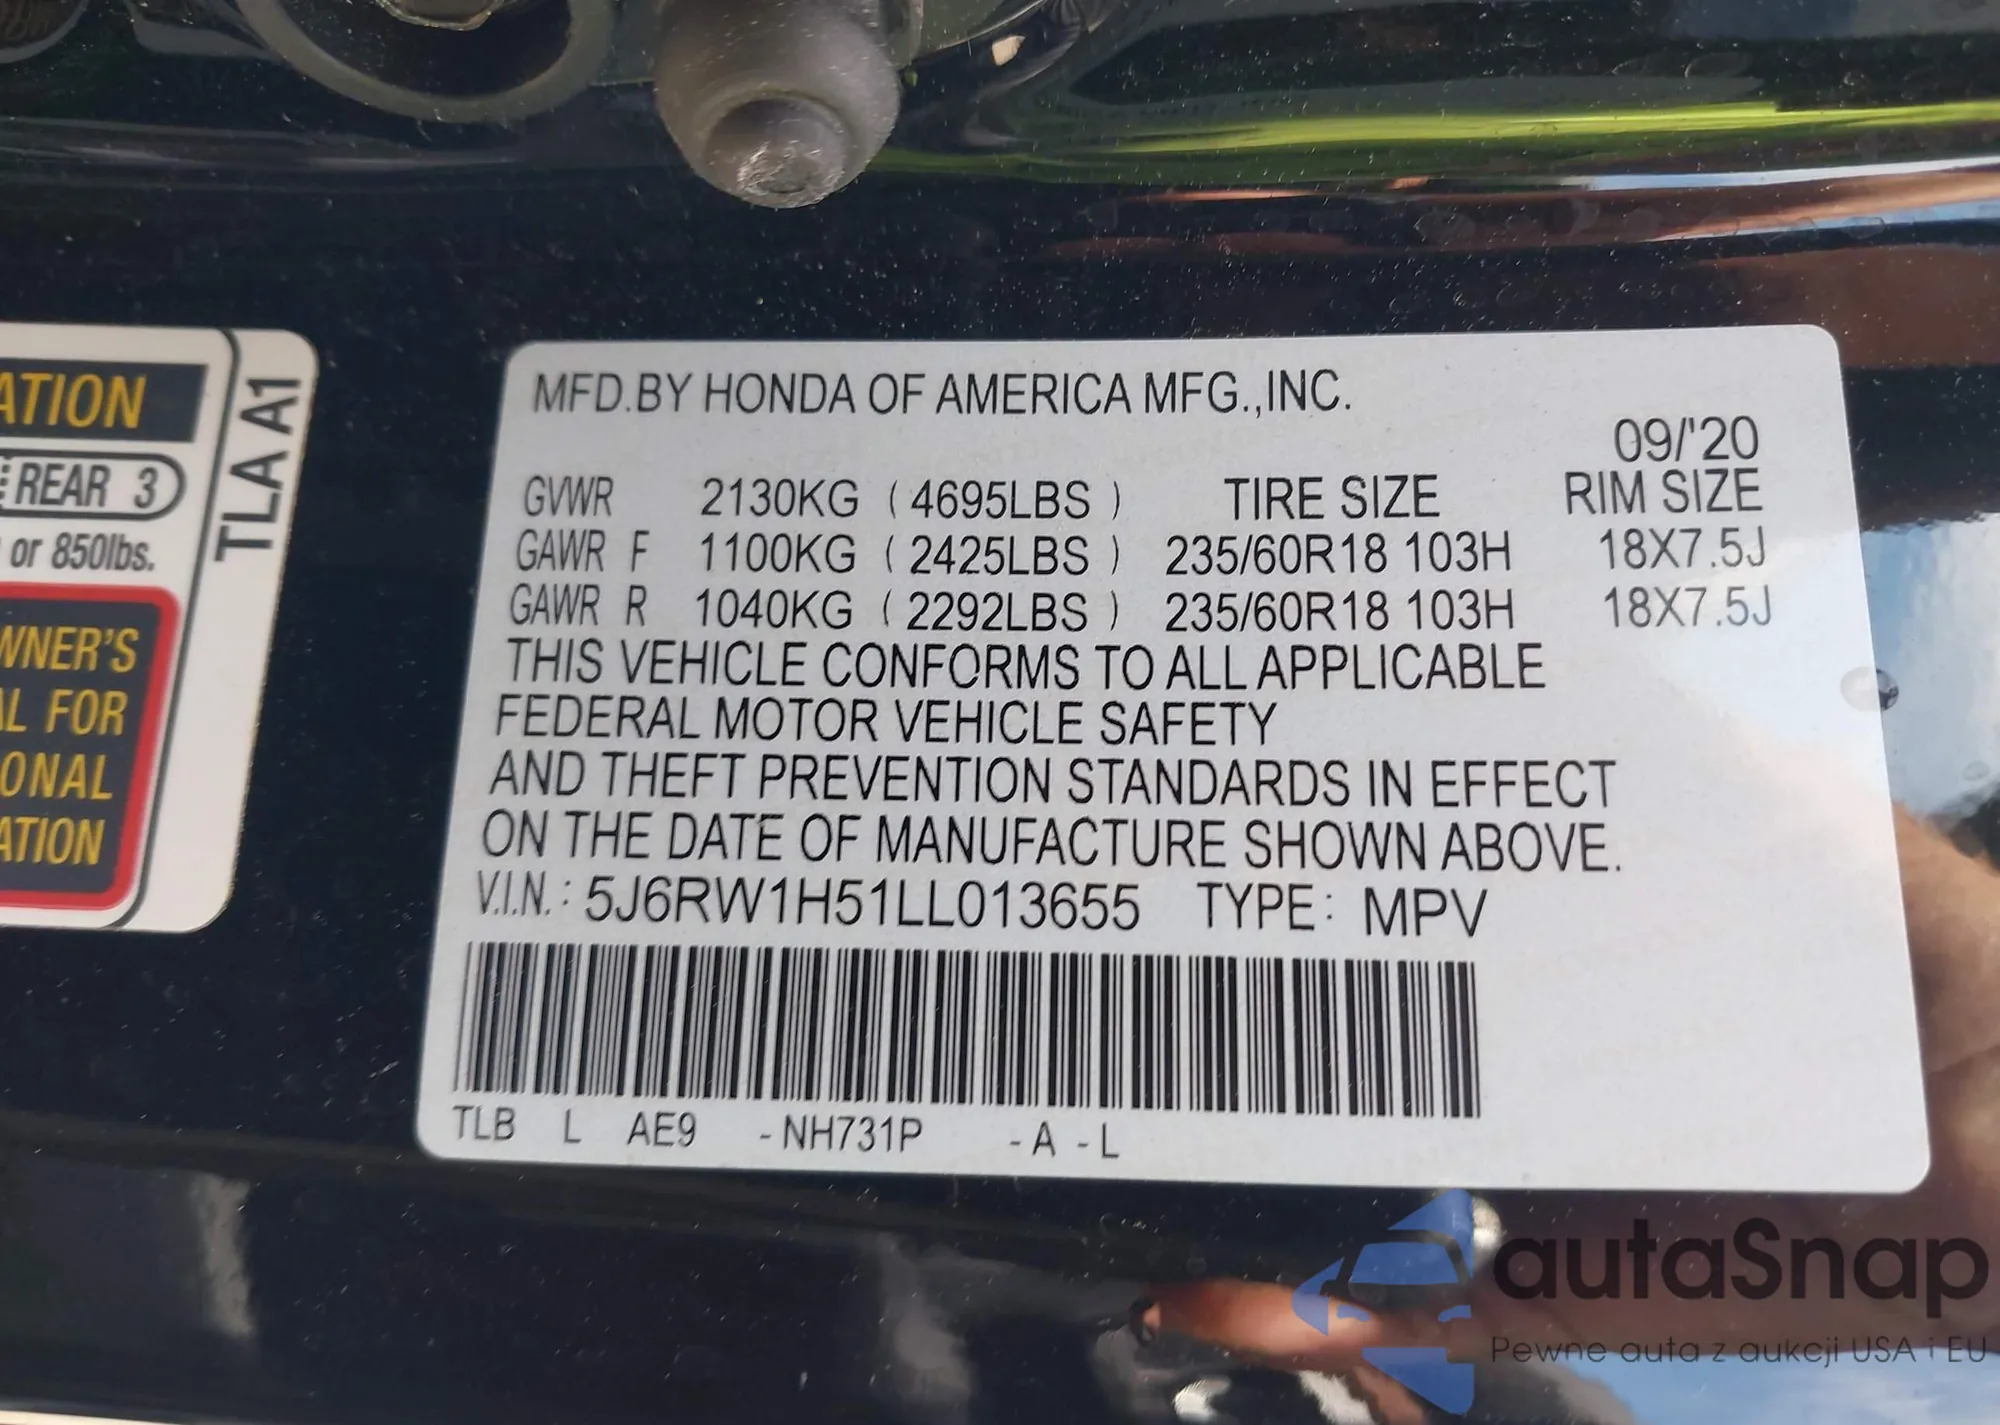 ATION
REAR 3
or 850lbs.
WNER'S
AL FOR
ONAL
ATION
TLA A1
MFD.BY HONDA OF AMERICA MFG.,INC.
09/'20
GVWR 2130KG ( 4695LBS ) TIRE SIZE RIM SIZE
GAWR F 1100KG ( 2425LBS ) 235/60R18 103H 18X7.5J
GAWR R 1040KG ( 2292LBS ) 235/60R18 103H 18X7.5J
THIS VEHICLE CONFORMS TO ALL APPLICABLE
FEDERAL MOTOR VEHICLE SAFETY
AND THEFT PREVENTION STANDARDS IN EFFECT
ON THE DATE OF MANUFACTURE SHOWN ABOVE.
V.I.N.: 5J6RW1H51LL013655 TYPE: MPV
TLB L AE9 -NH731P -A -L
autaSnap
Pewne auta z aukcji USA i EU